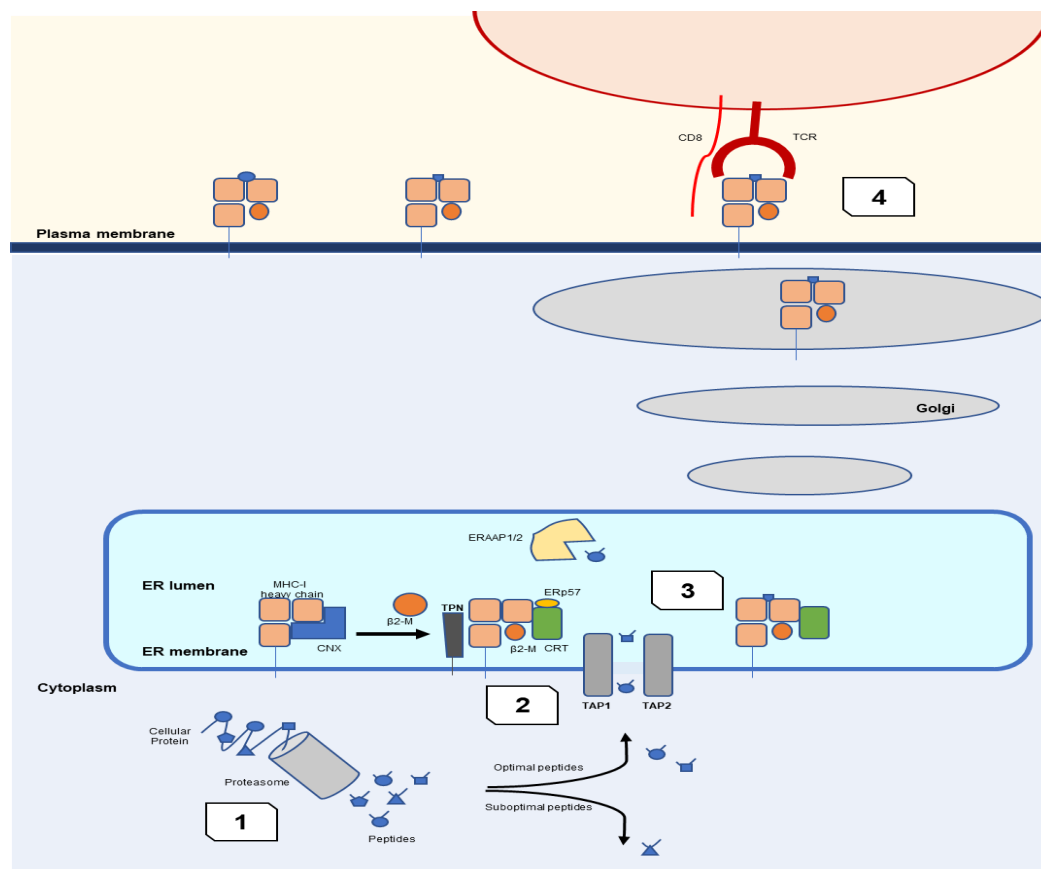 CD8
TCR
4
Plasma membrane
Golgi
ERAAP1/2
ER lumen
MHC-I
heavy chain
ERp57
3
TPN
β2-M
CNX
β2-M
CRT
ER membrane
Cytoplasm
2
TAP1
TAP2
Cellular
Protein
Proteasome
Optimal peptides
Suboptimal peptides
1
Peptides